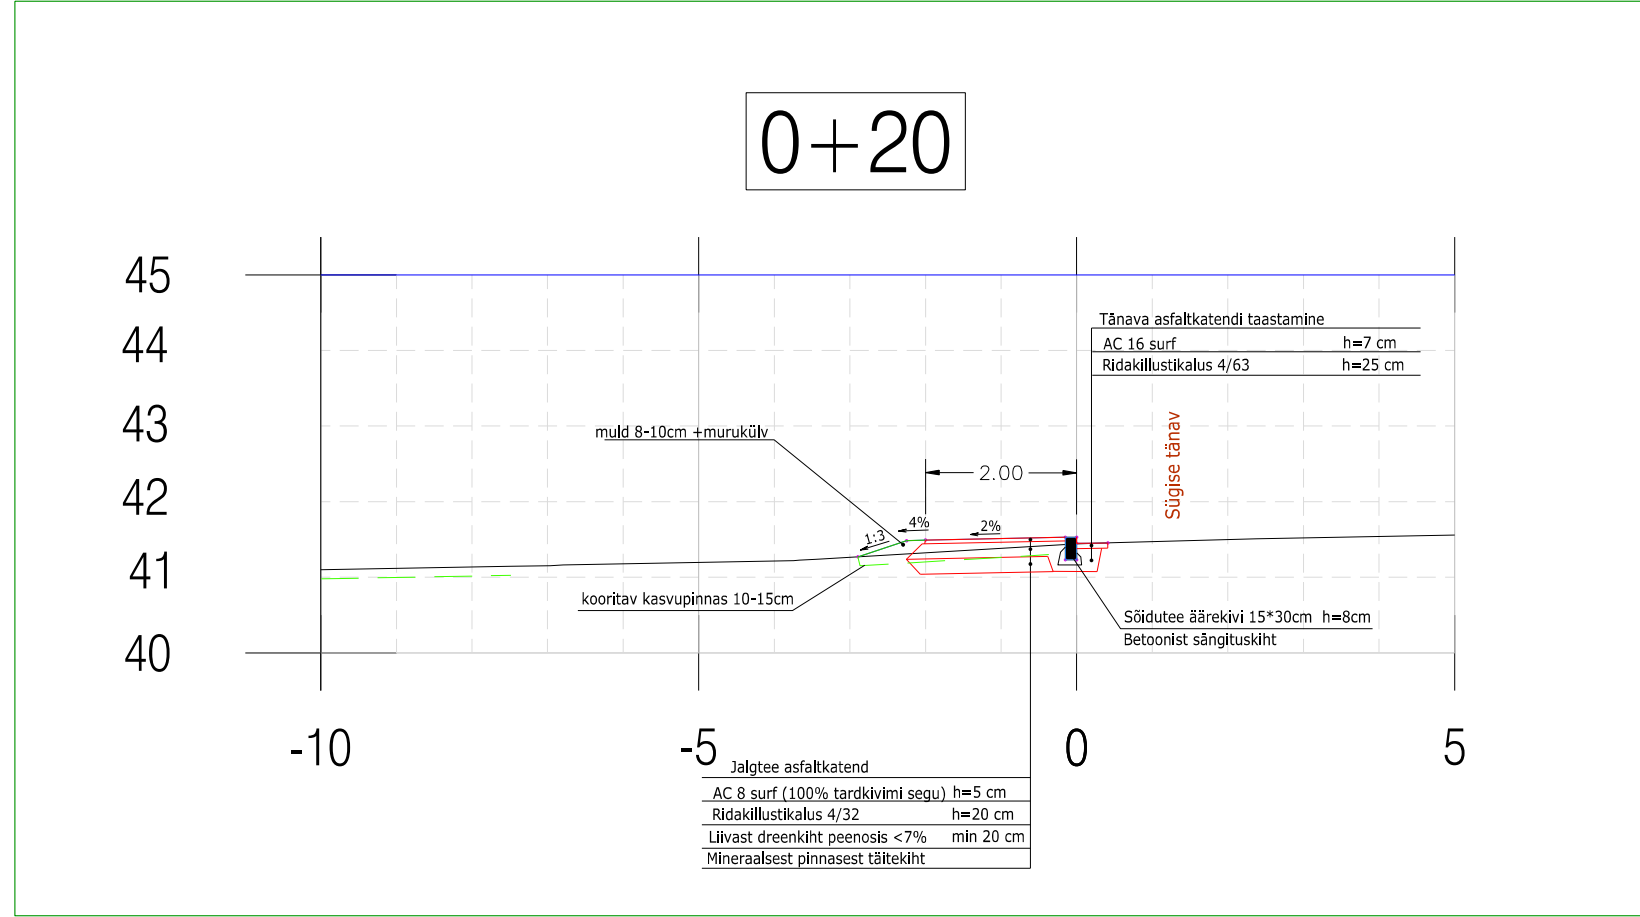 0+20
45
44
43
42
41
40
Tänava asfaltkatendi taastamine
AC 16 surf h=7 cm
Ridakillustikalus 4/63 h=25 cm
Sügise tänav
muld 8-10cm +murukülv
2.00
1:3
4%
2%
kooritav kasvupinnas 10-15cm
Sõidutee äärekivi 15*30cm h=8cm
Betoonist sängituskiht
-10
-5
0
5
Jalgtee asfaltkatend
AC 8 surf (100% tardkivimi segu) h=5 cm
Ridakillustikalus 4/32 h=20 cm
Liivast dreenkiht peenosis <7% min 20 cm
Mineraalsest pinnasest täitekiht